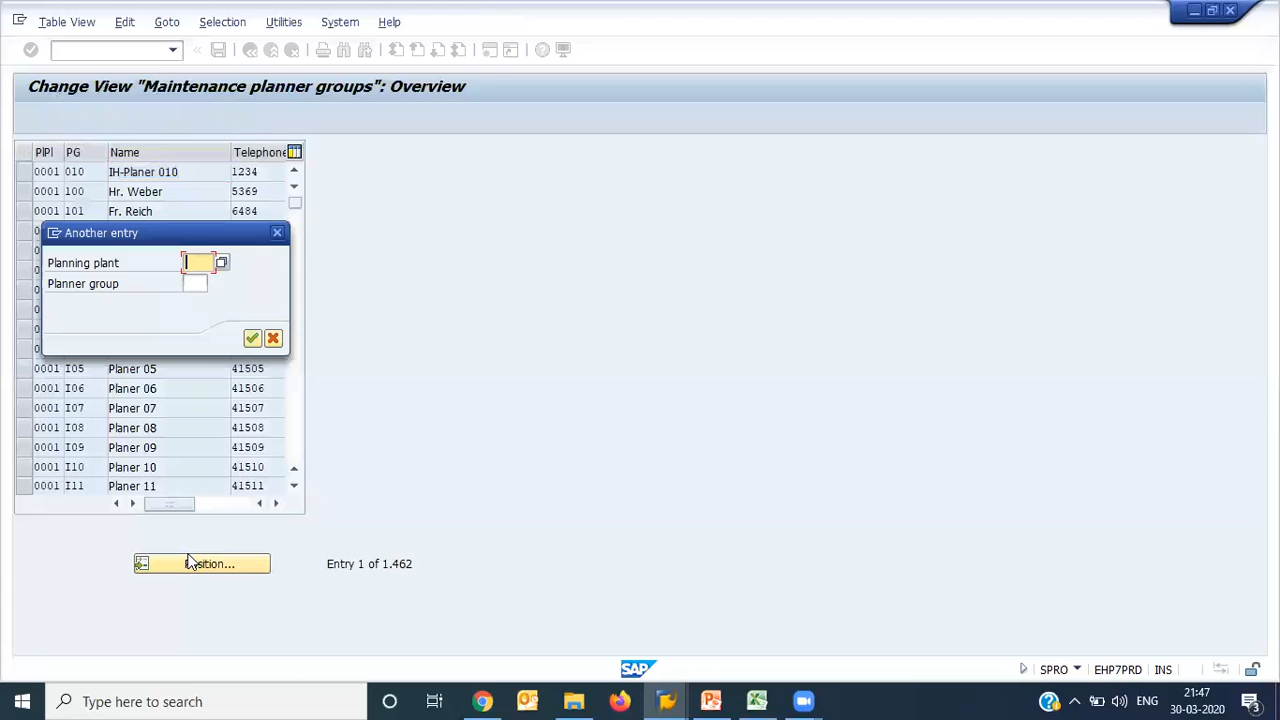 Table View Edit Goto Selection Utilities System Help
Change View "Maintenance planner groups": Overview
PlPl PG Name Telephone
0001 010 IH-Planer 010 1234
0001 100 Hr. Weber 5369
0001 101 Fr. Reich 6484
Another entry
Planning plant
Planner group
0001 I05 Planer 05 41505
0001 I06 Planer 06 41506
0001 I07 Planer 07 41507
0001 I08 Planer 08 41508
0001 I09 Planer 09 41509
0001 I10 Planer 10 41510
0001 I11 Planer 11 41511
Position... Entry 1 of 1.462
SAP SPRO EHP7PRD INS
Type here to search
ENG
21:47
30-03-2020
3